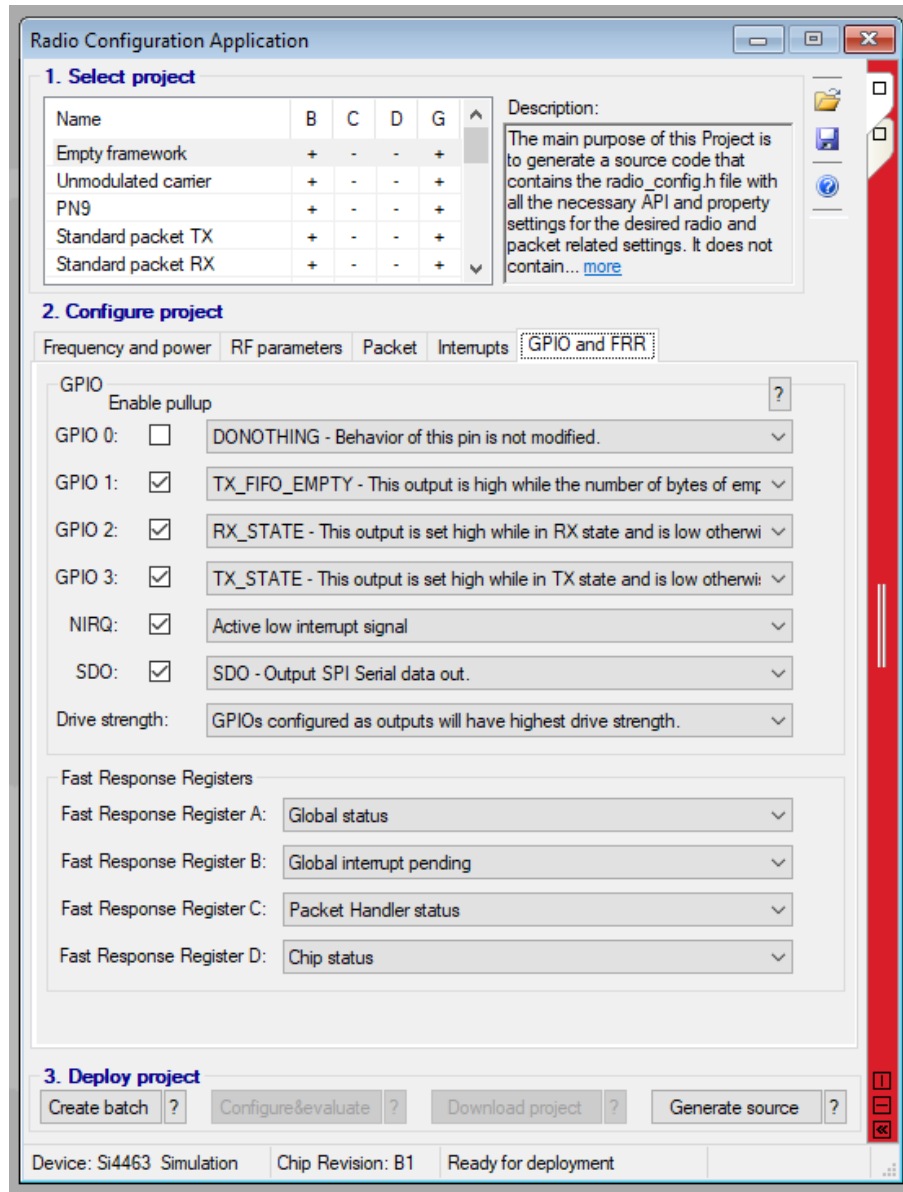 Radio Configuration Application
1. Select project
Name B C D G
Empty framework + - - +
Unmodulated carrier + - - +
PN9 + - - +
Standard packet TX + - - +
Standard packet RX + - - +
Description:
The main purpose of this Project is
to generate a source code that
contains the radio_config.h file with
all the necessary API and property
settings for the desired radio and
packet related settings. It does not
contain... more
2. Configure project
Frequency and power RF parameters Packet Interrupts GPIO and FRR
GPIO
?
Enable pullup
GPIO 0: DONOTHING - Behavior of this pin is not modified.
GPIO 1: TX_FIFO_EMPTY - This output is high while the number of bytes of emp
GPIO 2: RX_STATE - This output is set high while in RX state and is low otherwi
GPIO 3: TX_STATE - This output is set high while in TX state and is low otherwis
NIRQ: Active low interrupt signal
SDO: SDO - Output SPI Serial data out.
Drive strength: GPIOs configured as outputs will have highest drive strength.
Fast Response Registers
Fast Response Register A: Global status
Fast Response Register B: Global interrupt pending
Fast Response Register C: Packet Handler status
Fast Response Register D: Chip status
3. Deploy project
Create batch ? Configure&evaluate ? Download project ? Generate source ?
Device: Si4463 Simulation Chip Revision: B1 Ready for deployment